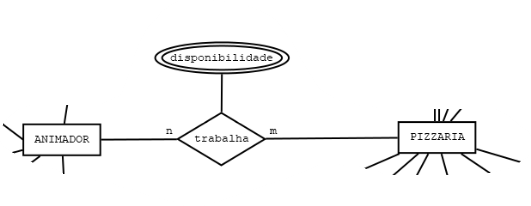 disponibilidade
n
m
ANIMADOR
trabalha
PIZZARIA